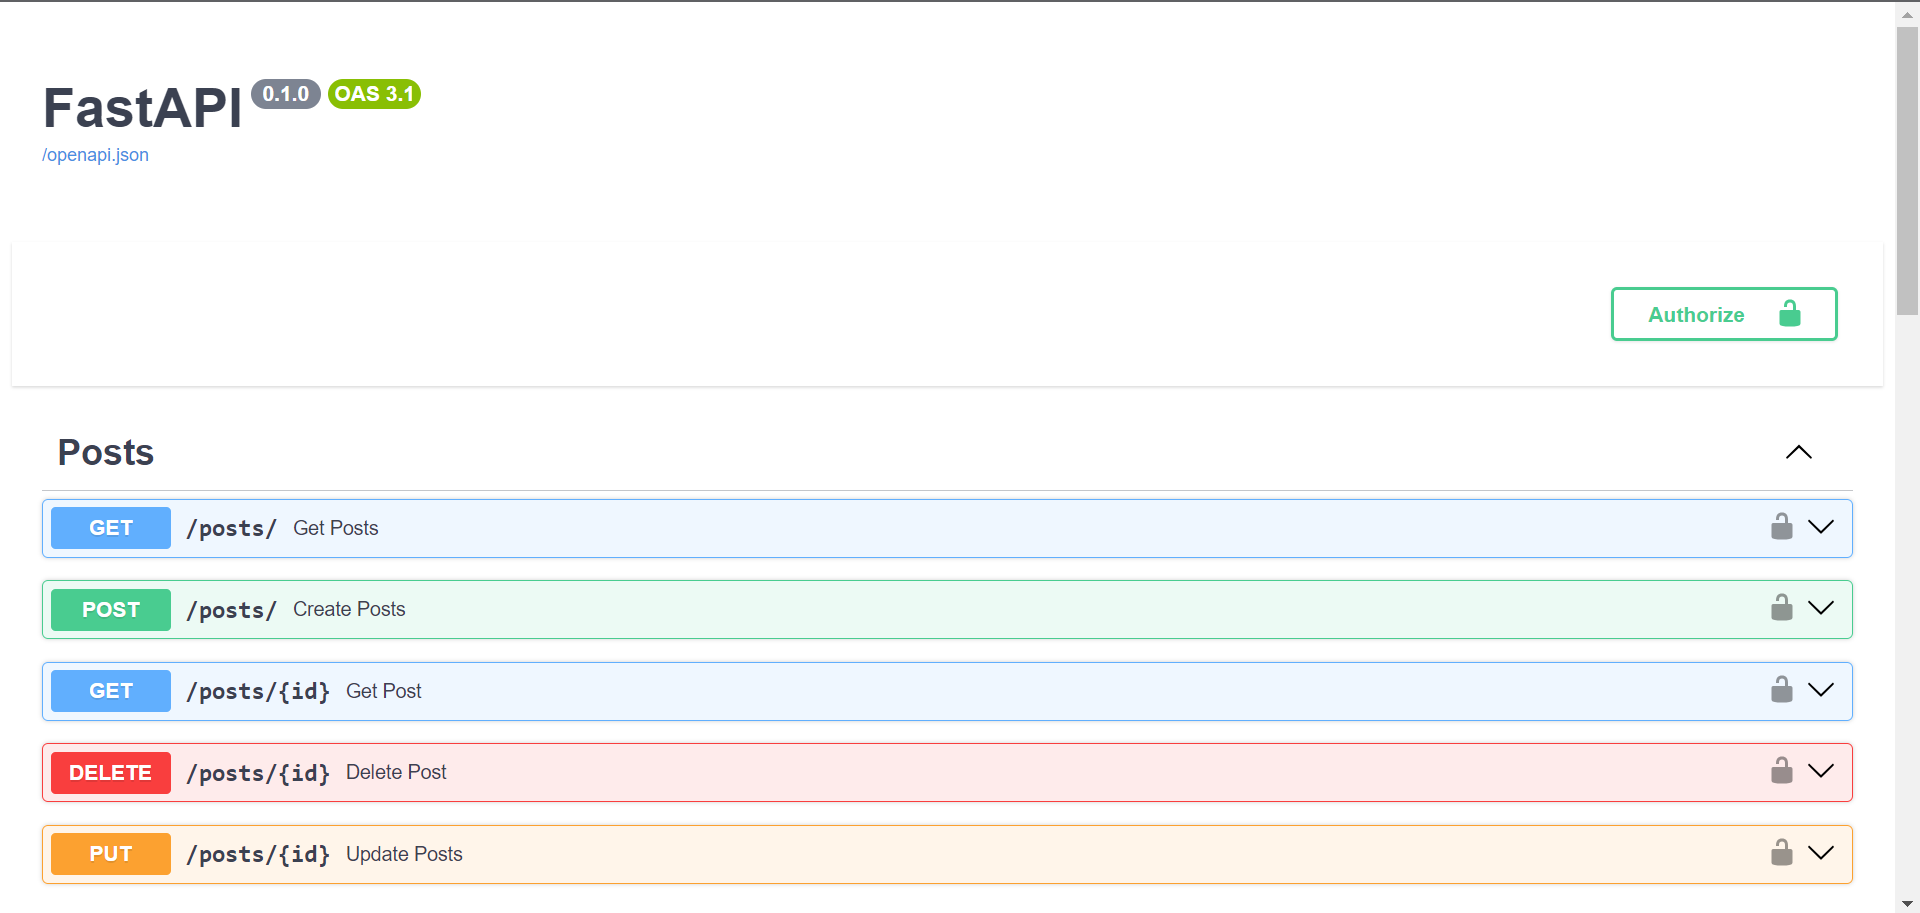 FastAPI 0.1.0 OAS 3.1
/openapi.json
Authorize
Posts
GET /posts/ Get Posts
POST /posts/ Create Posts
GET /posts/{id} Get Post
DELETE /posts/{id} Delete Post
PUT /posts/{id} Update Posts